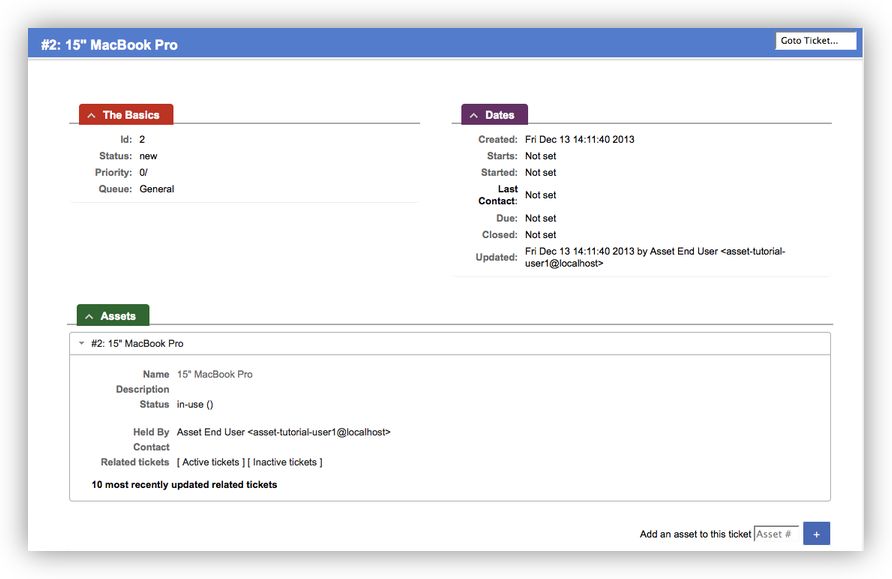 #2: 15" MacBook Pro
Goto Ticket...
The Basics
Id: 2
Status: new
Priority: 0/
Queue: General
Dates
Created: Fri Dec 13 14:11:40 2013
Starts: Not set
Started: Not set
Last
Contact: Not set
Due: Not set
Closed: Not set
Updated: Fri Dec 13 14:11:40 2013 by Asset End User <asset-tutorial-
user1@localhost>
Assets
#2: 15" MacBook Pro
Name 15" MacBook Pro
Description
Status in-use ()
Held By Asset End User <asset-tutorial-user1@localhost>
Contact
Related tickets [ Active tickets ] [ Inactive tickets ]
10 most recently updated related tickets
Add an asset to this ticket Asset # +